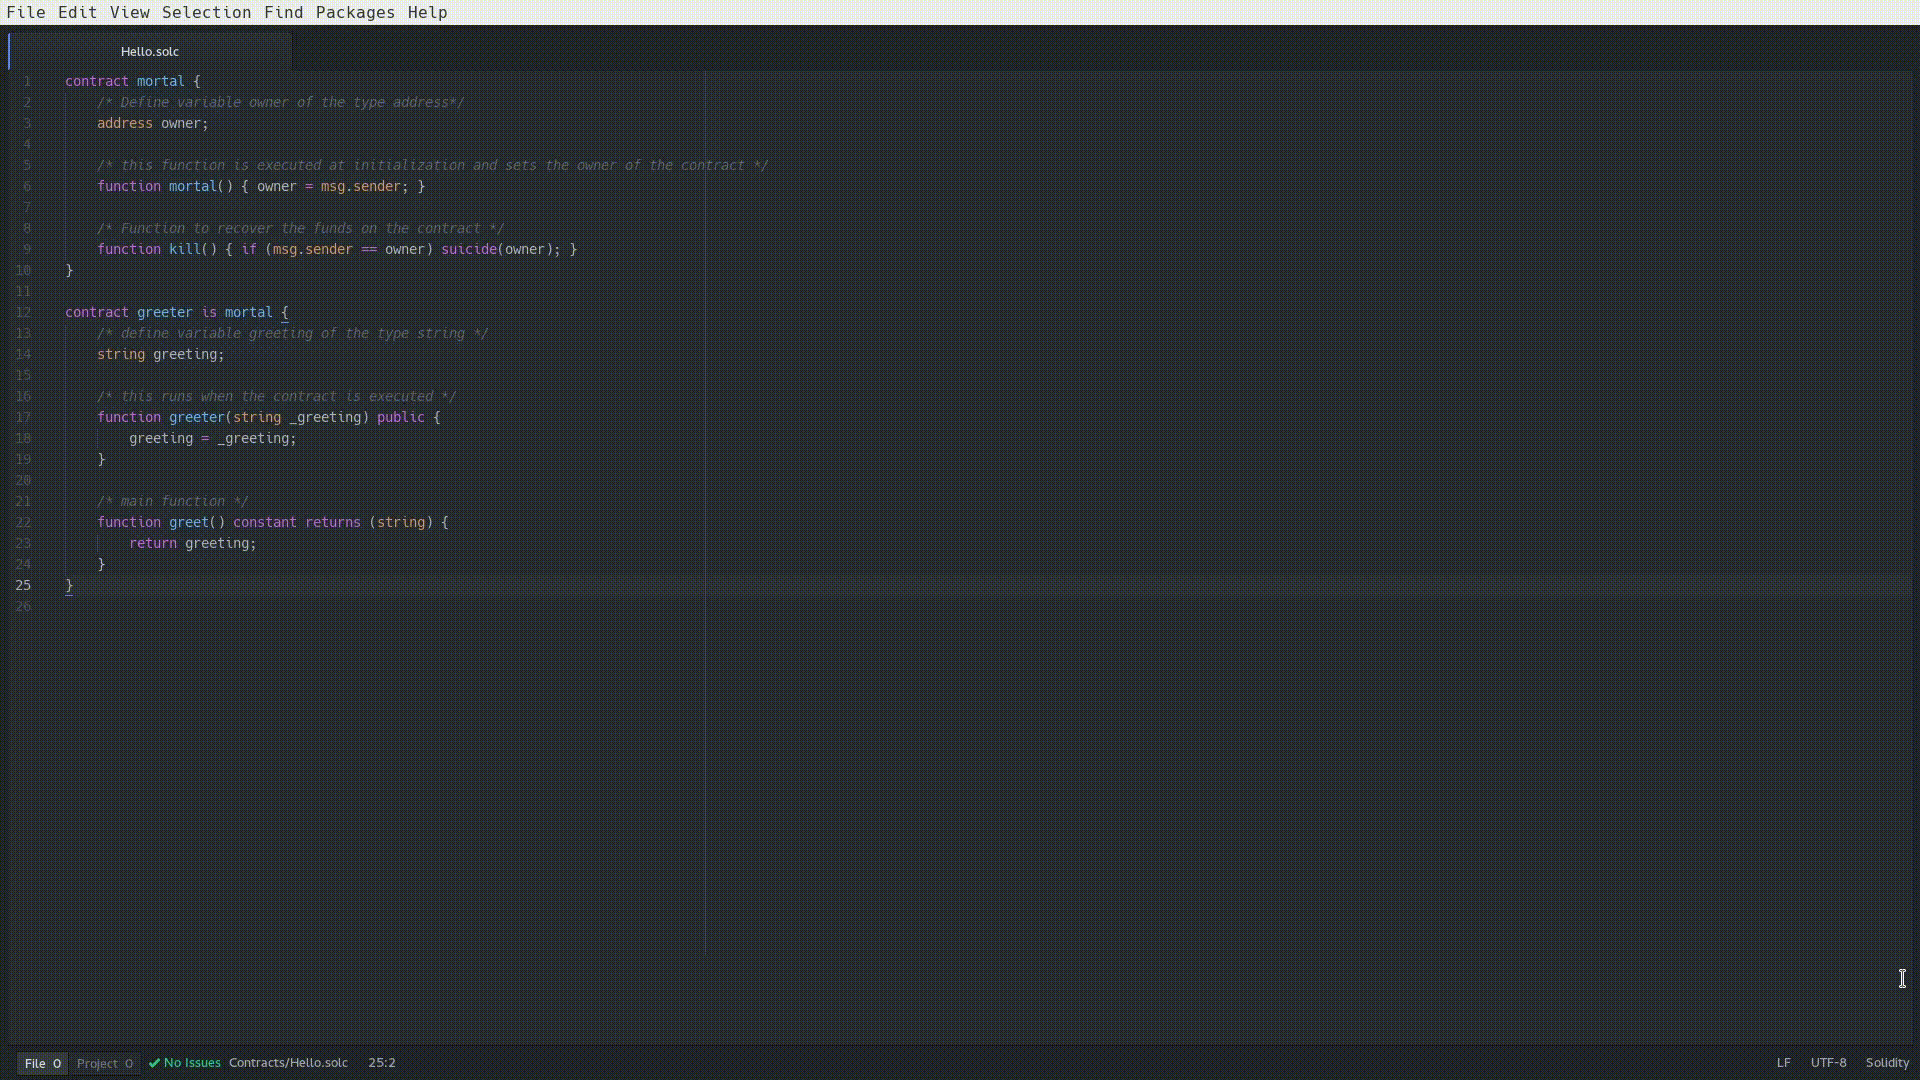 File Edit View Selection Find Packages Help
Hello.solc
1 contract mortal {
2 /* Define variable owner of the type address*/
3 address owner;
4
5 /* this function is executed at initialization and sets the owner of the contract */
6 function mortal() { owner = msg.sender; }
7
8 /* Function to recover the funds on the contract */
9 function kill() { if (msg.sender == owner) suicide(owner); }
10 }
11
12 contract greeter is mortal {
13 /* define variable greeting of the type string */
14 string greeting;
15
16 /* this runs when the contract is executed */
17 function greeter(string _greeting) public {
18 greeting = _greeting;
19 }
20
21 /* main function */
22 function greet() constant returns (string) {
23 return greeting;
24 }
25 }
26
File 0 Project 0 No Issues Contracts/Hello.solc 25:2 LF UTF-8 Solidity